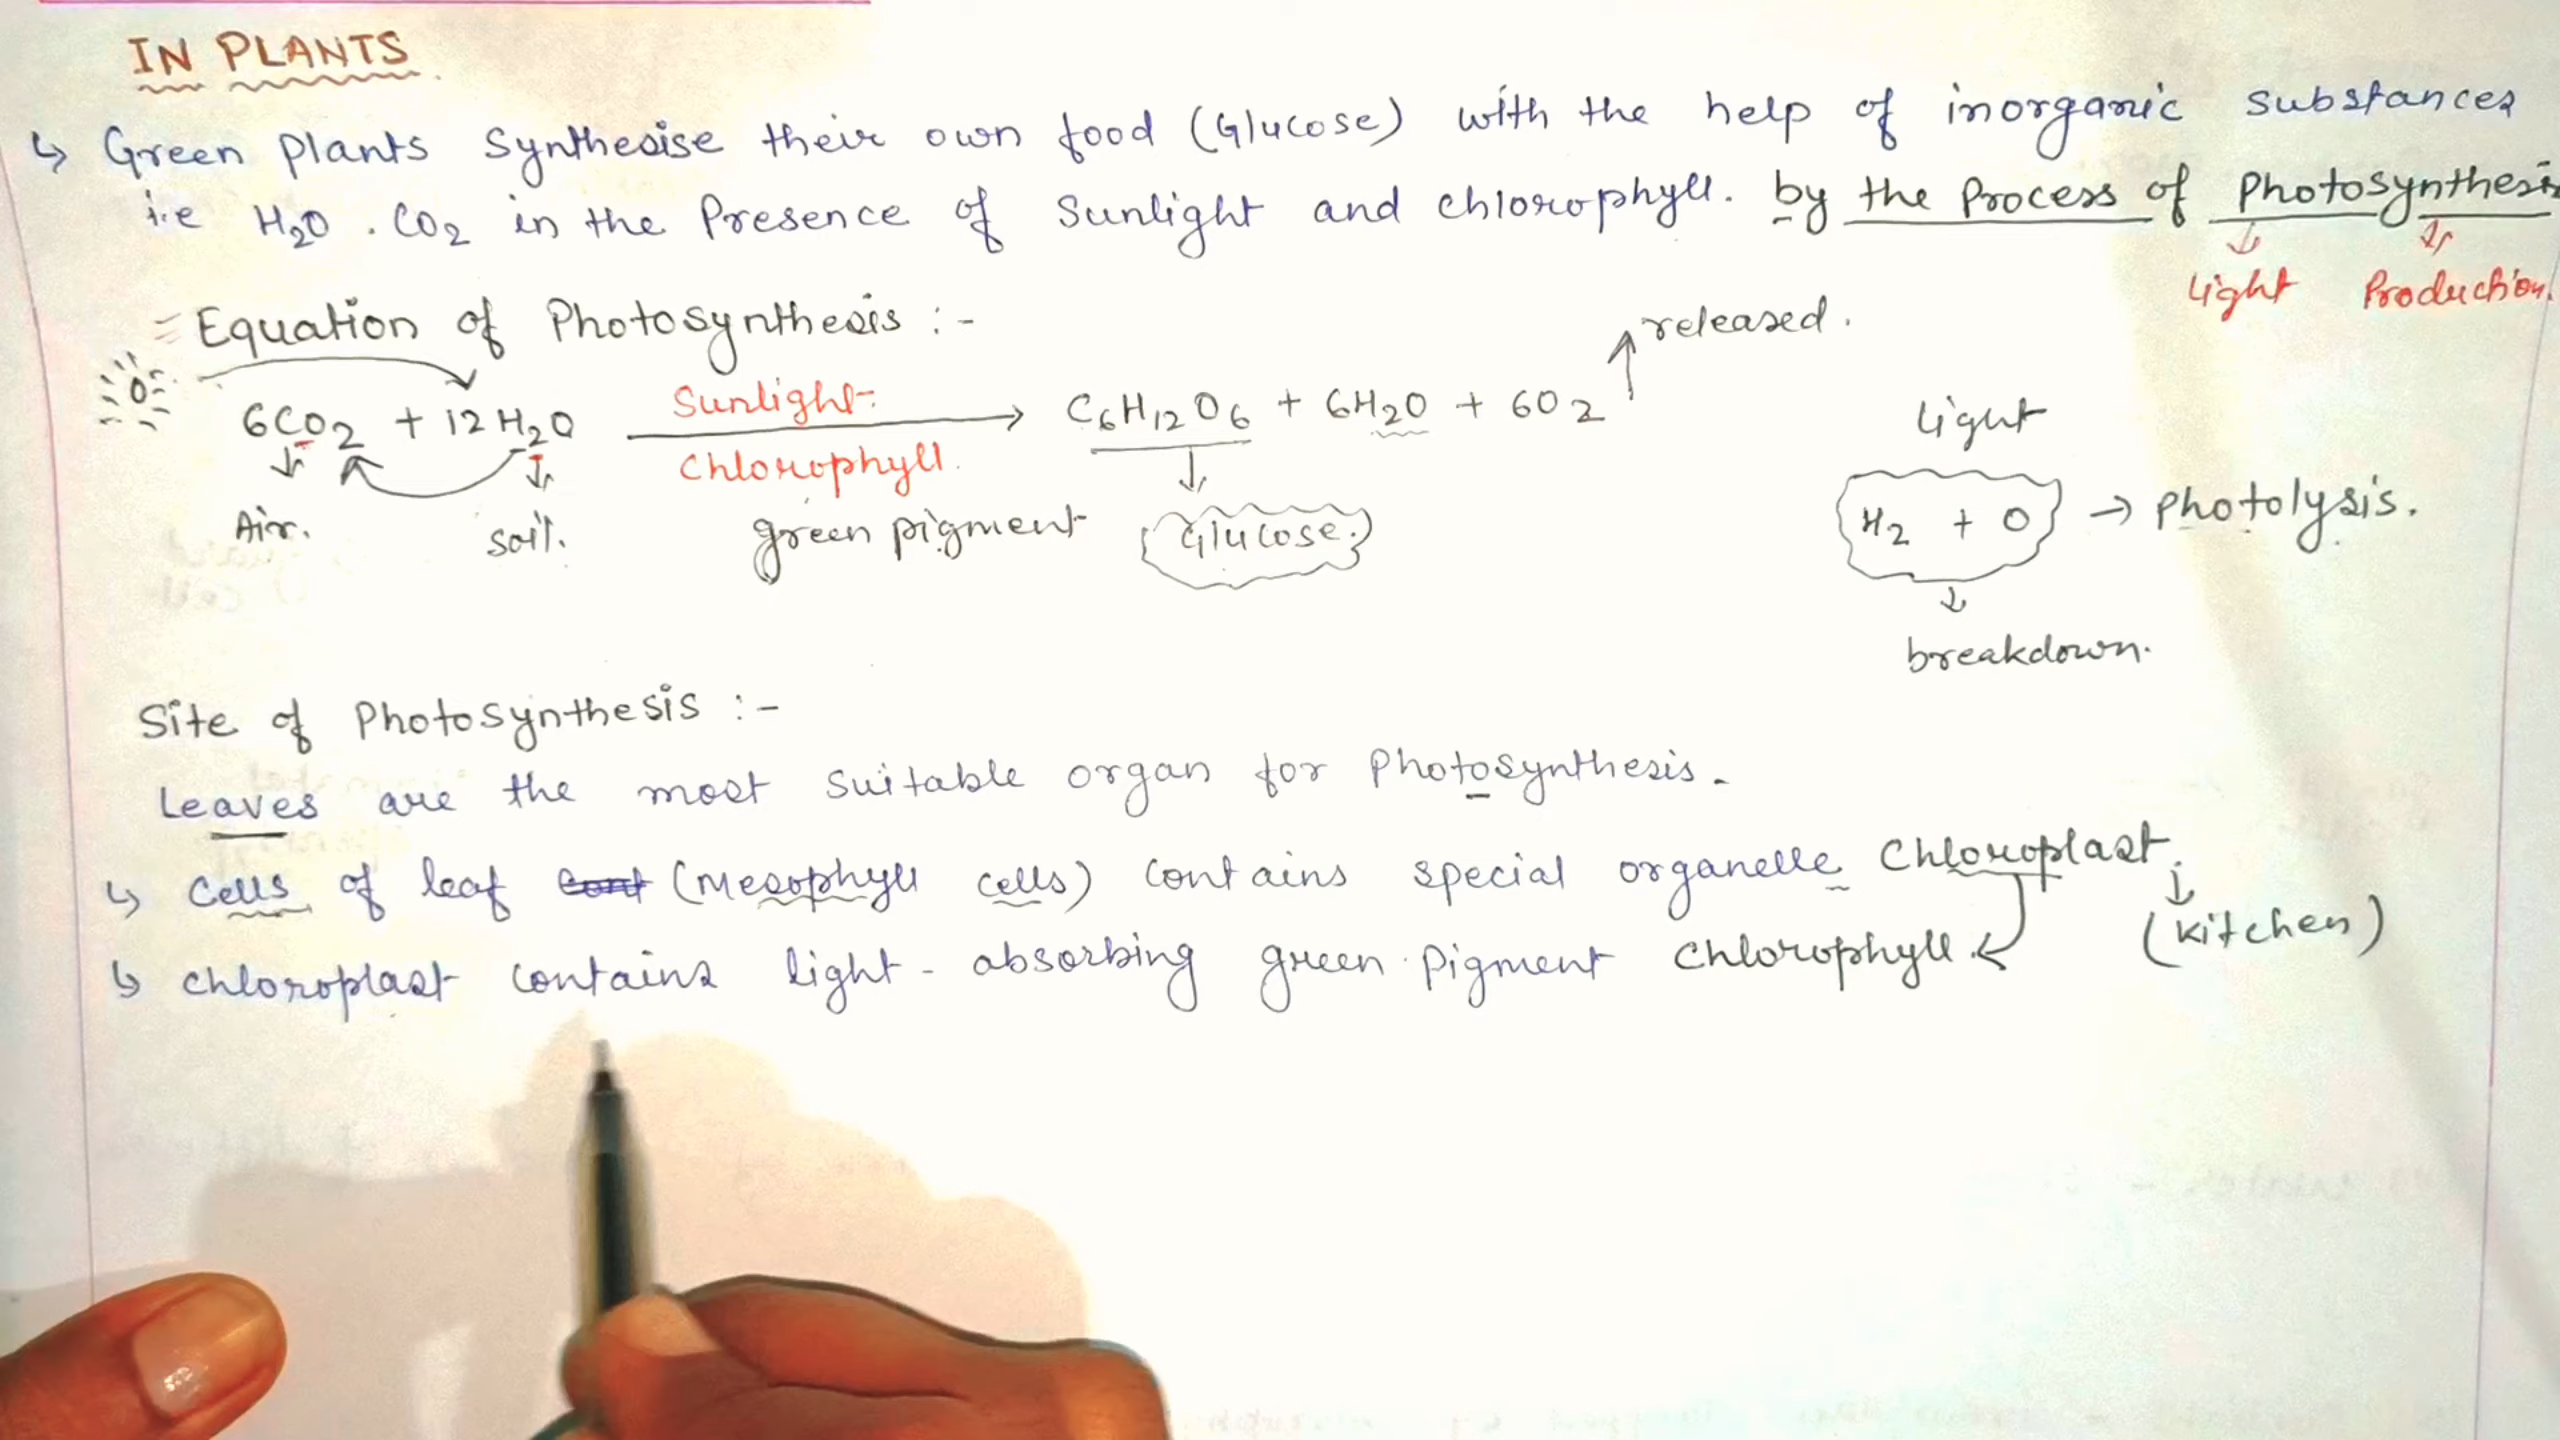 IN PLANTS
↳ Green plants synthesise their own food (Glucose) with the help of inorganic substances
i.e H2O . CO2 in the Presence of Sunlight and chlorophyll. by the Process of Photosynthesis
Light Production.
Equation of Photosynthesis :-
released.
6CO2 + 12H2O Sunlight → C6H12O6 + 6H2O + 6O2
Chlorophyll.
Air. soil. green pigment Glucose.
Light
H2 + O → Photolysis.
breakdown.
Site of Photosynthesis :-
Leaves are the most suitable organ for Photosynthesis.
↳ Cells of leaf cont (Mesophyll cells) contains special organelle Chloroplast.
(kitchen)
↳ chloroplast contains light - absorbing green pigment chlorophyll.